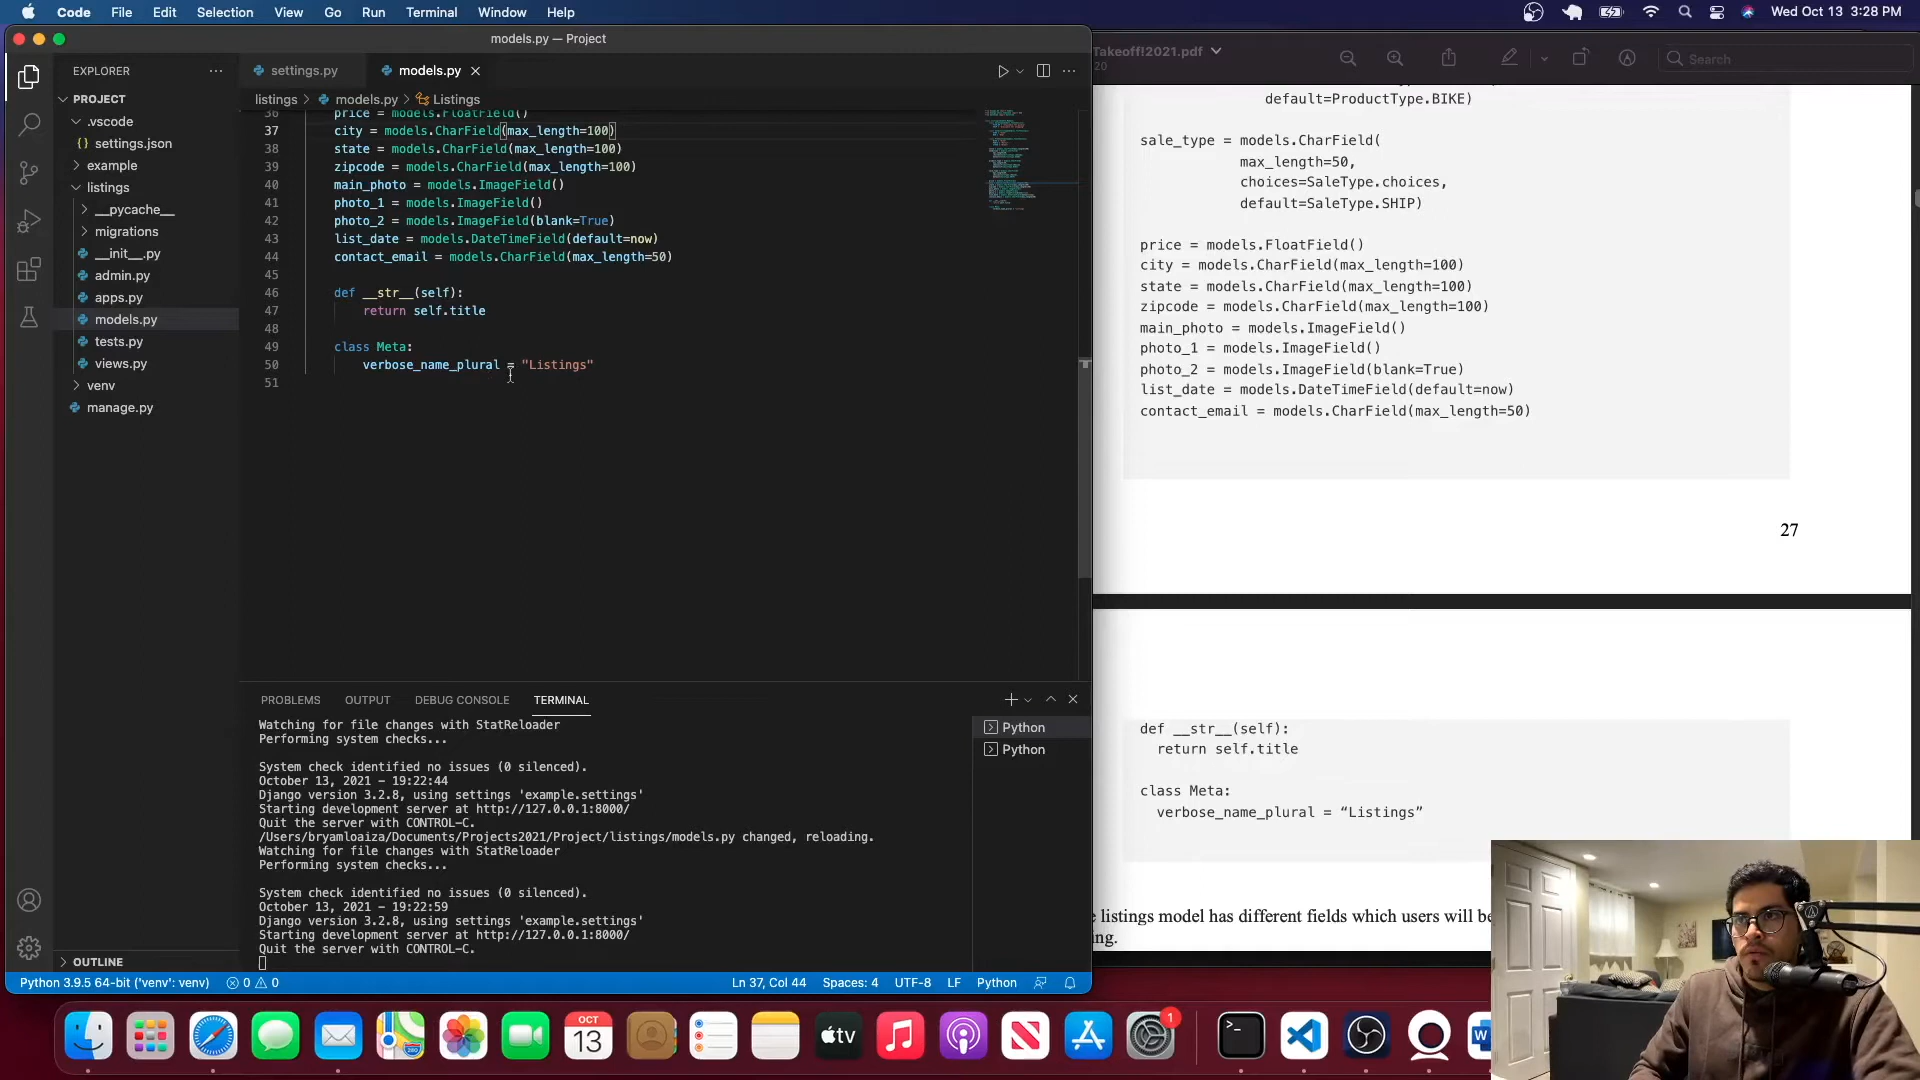 Code File Edit Selection View Go Run Terminal Window Help
Wed Oct 13 3:28 PM
models.py — Project
EXPLORER
PROJECT
.vscode
{} settings.json
example
listings
__pycache__
migrations
__init__.py
admin.py
apps.py
models.py
tests.py
views.py
venv
manage.py
OUTLINE
settings.py
models.py
listings > models.py > Listings
36 price = models.FloatField()
37 city = models.CharField(max_length=100)
38 state = models.CharField(max_length=100)
39 zipcode = models.CharField(max_length=100)
40 main_photo = models.ImageField()
41 photo_1 = models.ImageField()
42 photo_2 = models.ImageField(blank=True)
43 list_date = models.DateTimeField(default=now)
44 contact_email = models.CharField(max_length=50)
45
46 def __str__(self):
47 return self.title
48
49 class Meta:
50 verbose_name_plural = "Listings"
51
PROBLEMS OUTPUT DEBUG CONSOLE TERMINAL
Watching for file changes with StatReloader
Performing system checks...
System check identified no issues (0 silenced).
October 13, 2021 - 19:22:44
Django version 3.2.8, using settings 'example.settings'
Starting development server at http://127.0.0.1:8000/
Quit the server with CONTROL-C.
/Users/bryamloaiza/Documents/Projects2021/Project/listings/models.py changed, reloading.
Watching for file changes with StatReloader
Performing system checks...
System check identified no issues (0 silenced).
October 13, 2021 - 19:22:59
Django version 3.2.8, using settings 'example.settings'
Starting development server at http://127.0.0.1:8000/
Quit the server with CONTROL-C.
Python
Python
Python 3.9.5 64-bit ('venv': venv) 0 0
Ln 37, Col 44 Spaces: 4 UTF-8 LF Python
Takeoff!2021.pdf
20
Search
default=ProductType.BIKE)
sale_type = models.CharField(
max_length=50,
choices=SaleType.choices,
default=SaleType.SHIP)
price = models.FloatField()
city = models.CharField(max_length=100)
state = models.CharField(max_length=100)
zipcode = models.CharField(max_length=100)
main_photo = models.ImageField()
photo_1 = models.ImageField()
photo_2 = models.ImageField(blank=True)
list_date = models.DateTimeField(default=now)
contact_email = models.CharField(max_length=50)
27
def __str__(self):
return self.title
class Meta:
verbose_name_plural = “Listings”
listings model has different fields which users will be
ing.
OCT
13
tv
1
W